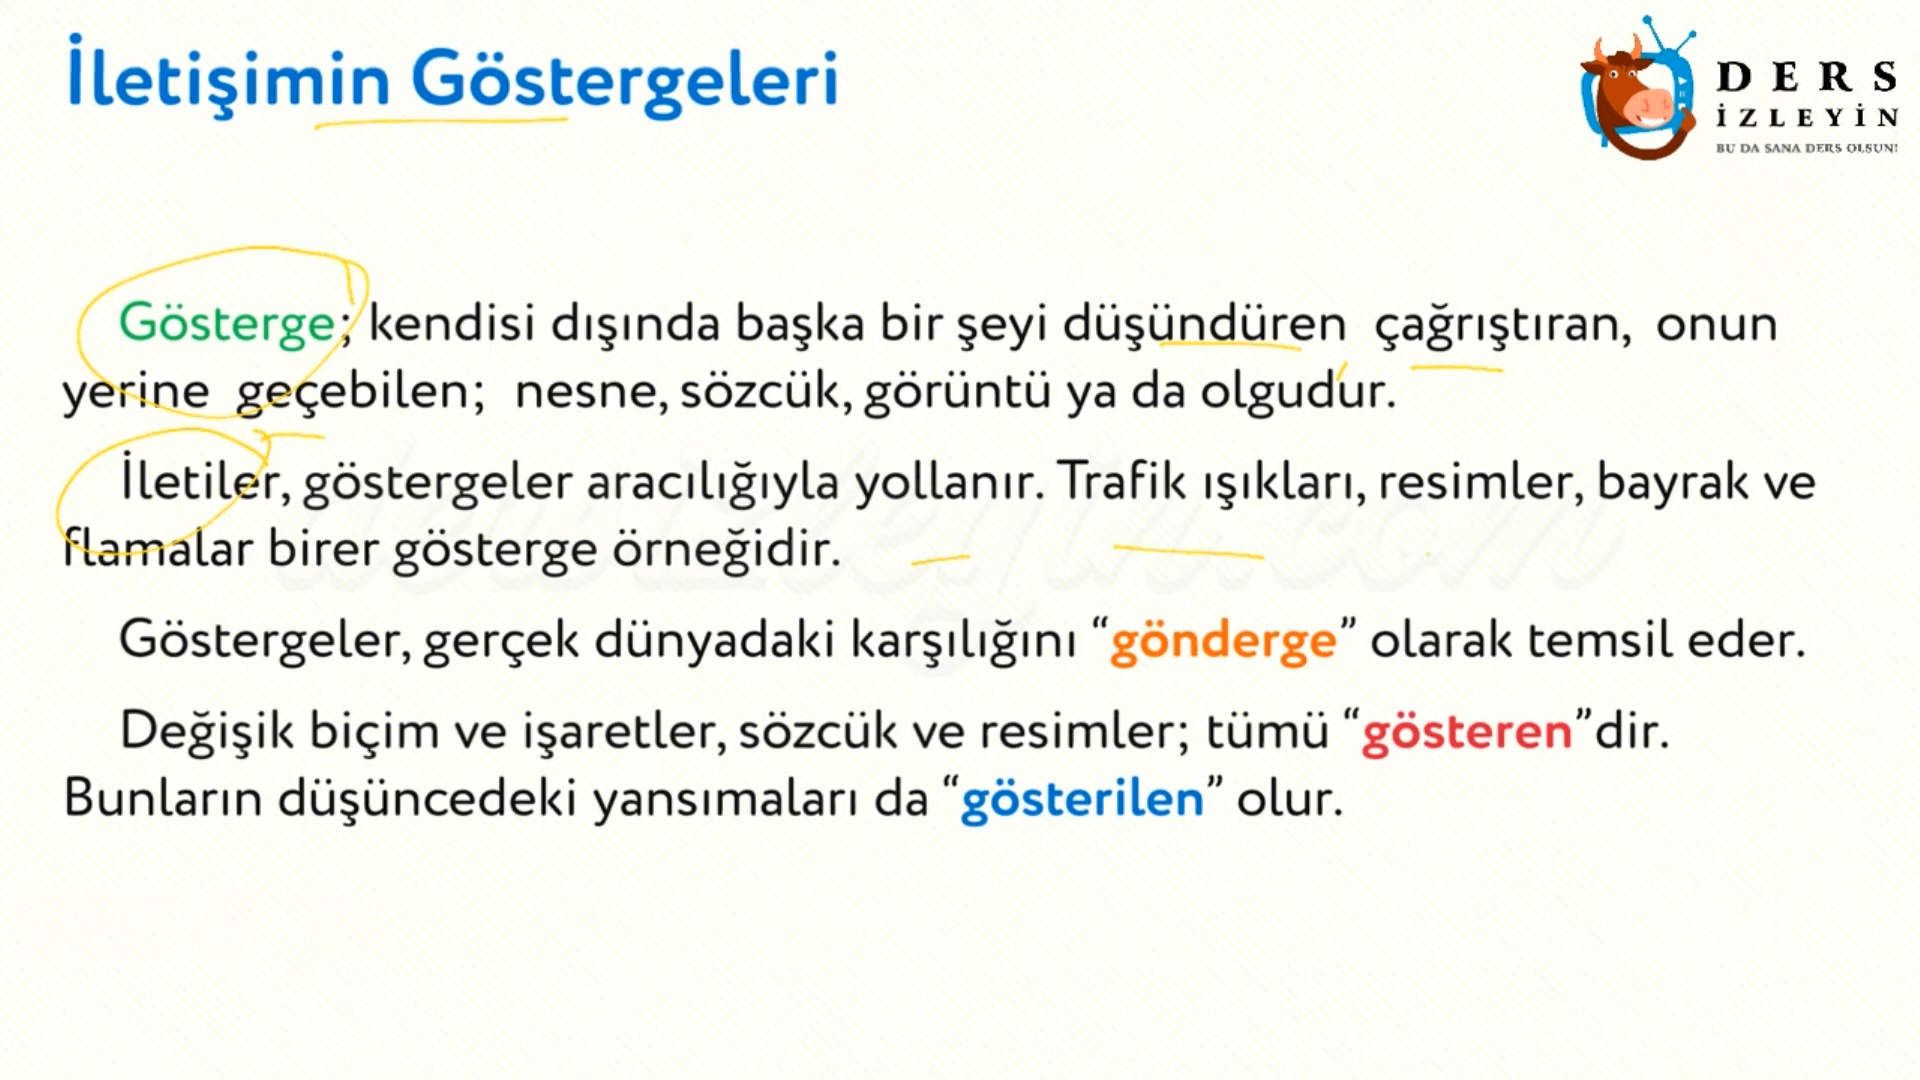 İletişimin Göstergeleri
DERS
İZLEYİN
BU DA SANA DERS OLSUN!
Gösterge; kendisi dışında başka bir şeyi düşündüren çağrıştıran, onun
yerine geçebilen; nesne, sözcük, görüntü ya da olgudur.
İletiler, göstergeler aracılığıyla yollanır. Trafik ışıkları, resimler, bayrak ve
flamalar birer gösterge örneğidir.
Göstergeler, gerçek dünyadaki karşılığını “gönderge” olarak temsil eder.
Değişik biçim ve işaretler, sözcük ve resimler; tümü “gösteren”dir.
Bunların düşüncedeki yansımaları da “gösterilen” olur.